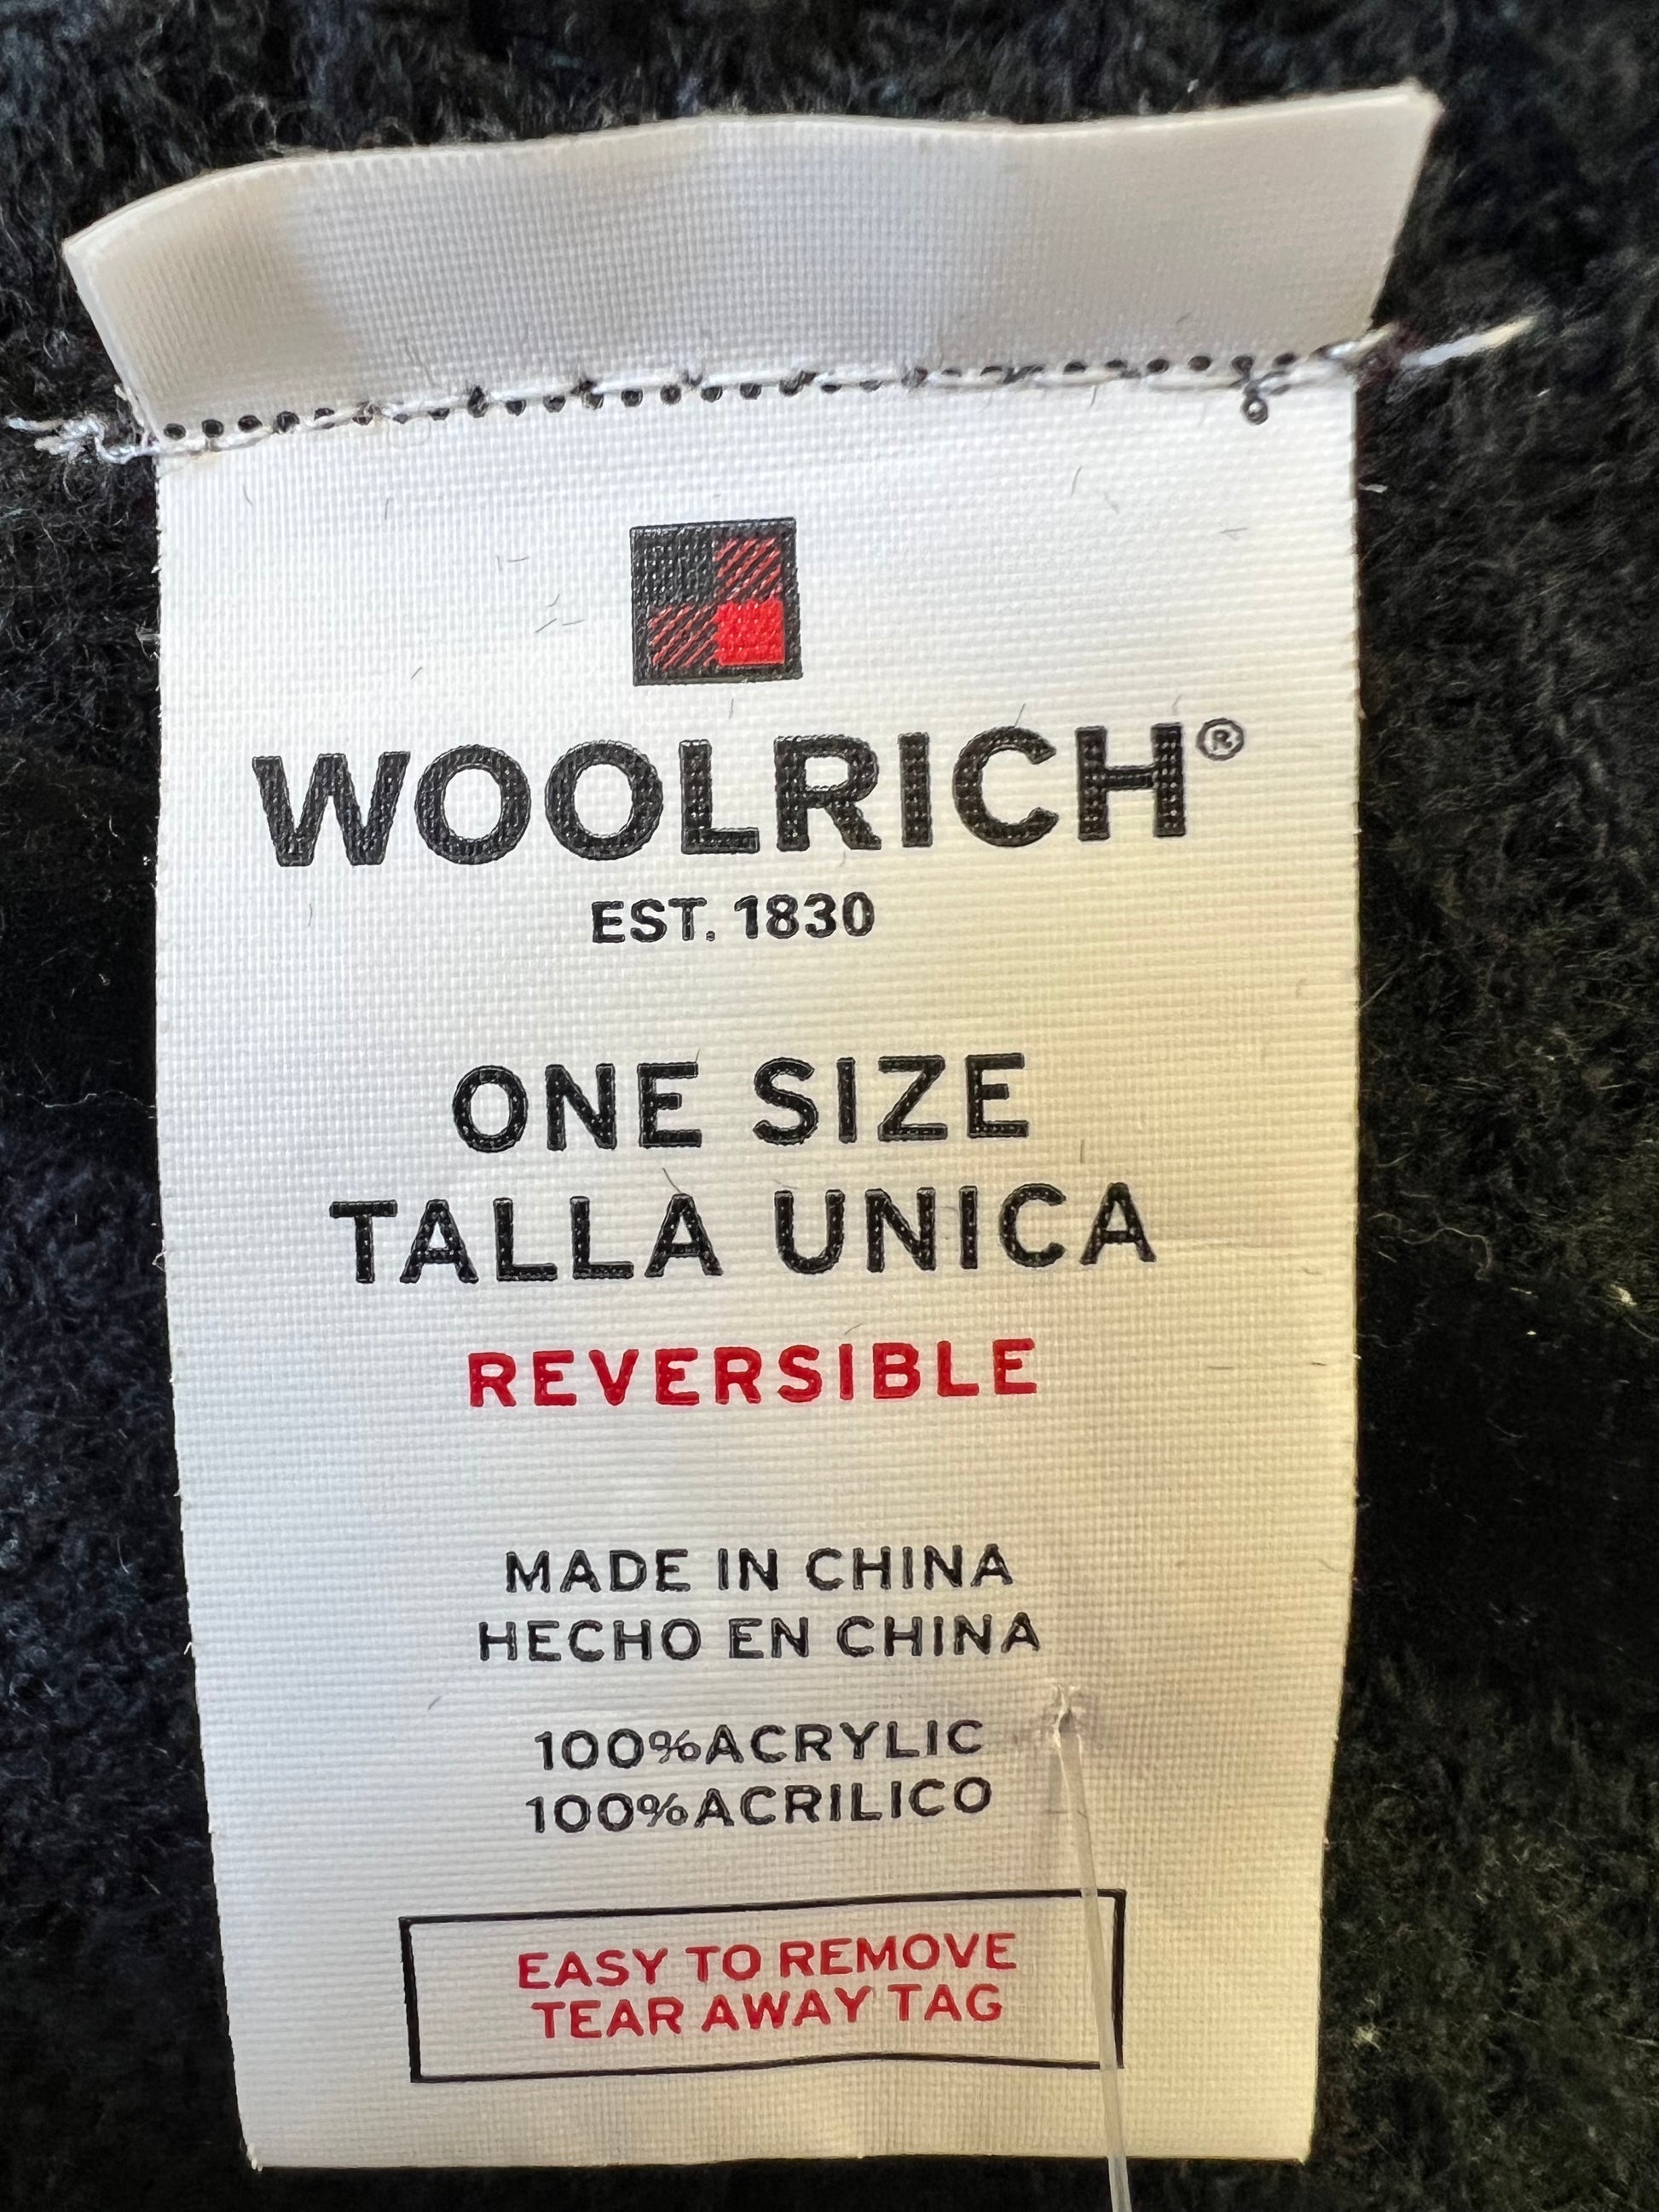 WOOLRICH®
EST. 1830
ONE SIZE
TALLA UNICA
REVERSIBLE
MADE IN CHINA
HECHO EN CHINA
100%ACRYLIC
100%ACRILICO
EASY TO REMOVE
TEAR AWAY TAG